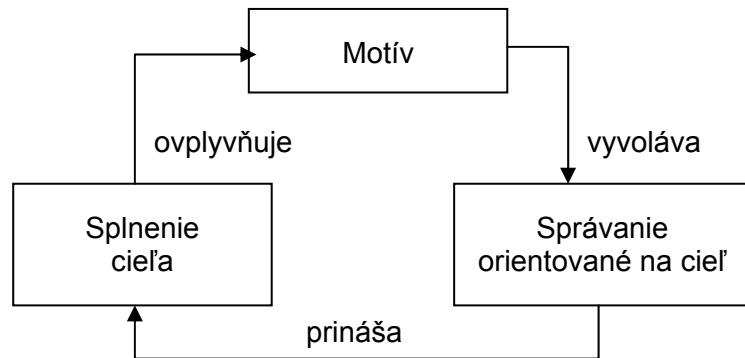 Motív
ovplyvňuje
vyvoláva
Splnenie
cieľa
Správanie
orientované na cieľ
prináša